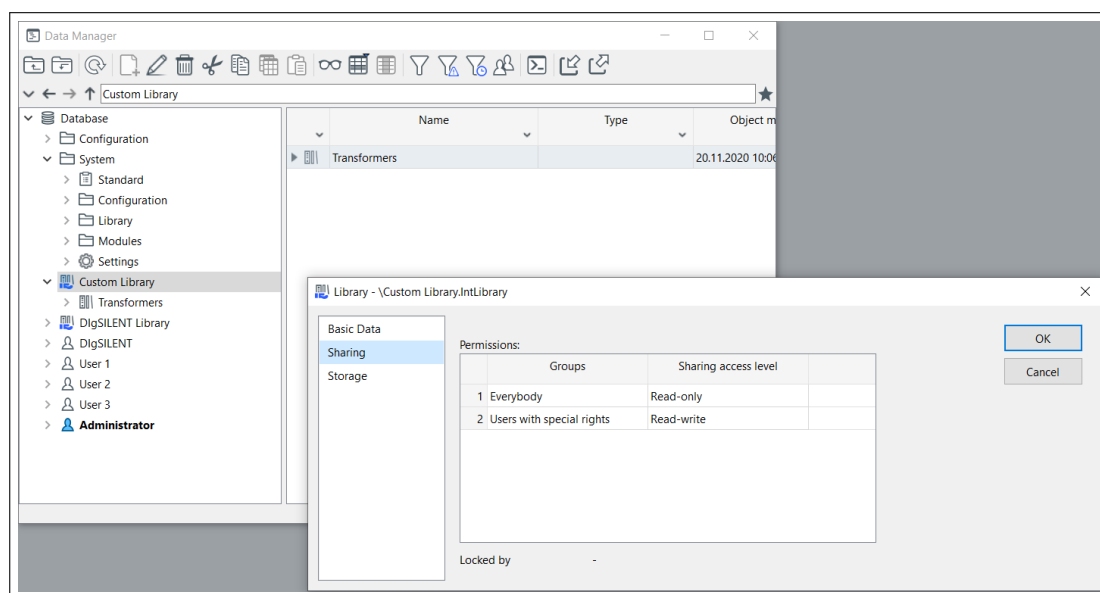 Data Manager
Custom Library
Database
Configuration
System
Standard
Configuration
Library
Modules
Settings
Custom Library
Transformers
DIgSILENT Library
DIgSILENT
User 1
User 2
User 3
Administrator
Name Type Object m
Transformers 20.11.2020 10:06
Library - \Custom Library.IntLibrary
Basic Data
Sharing
Storage
Permissions:
Groups Sharing access level
1 Everybody Read-only
2 Users with special rights Read-write
Locked by -
OK
Cancel